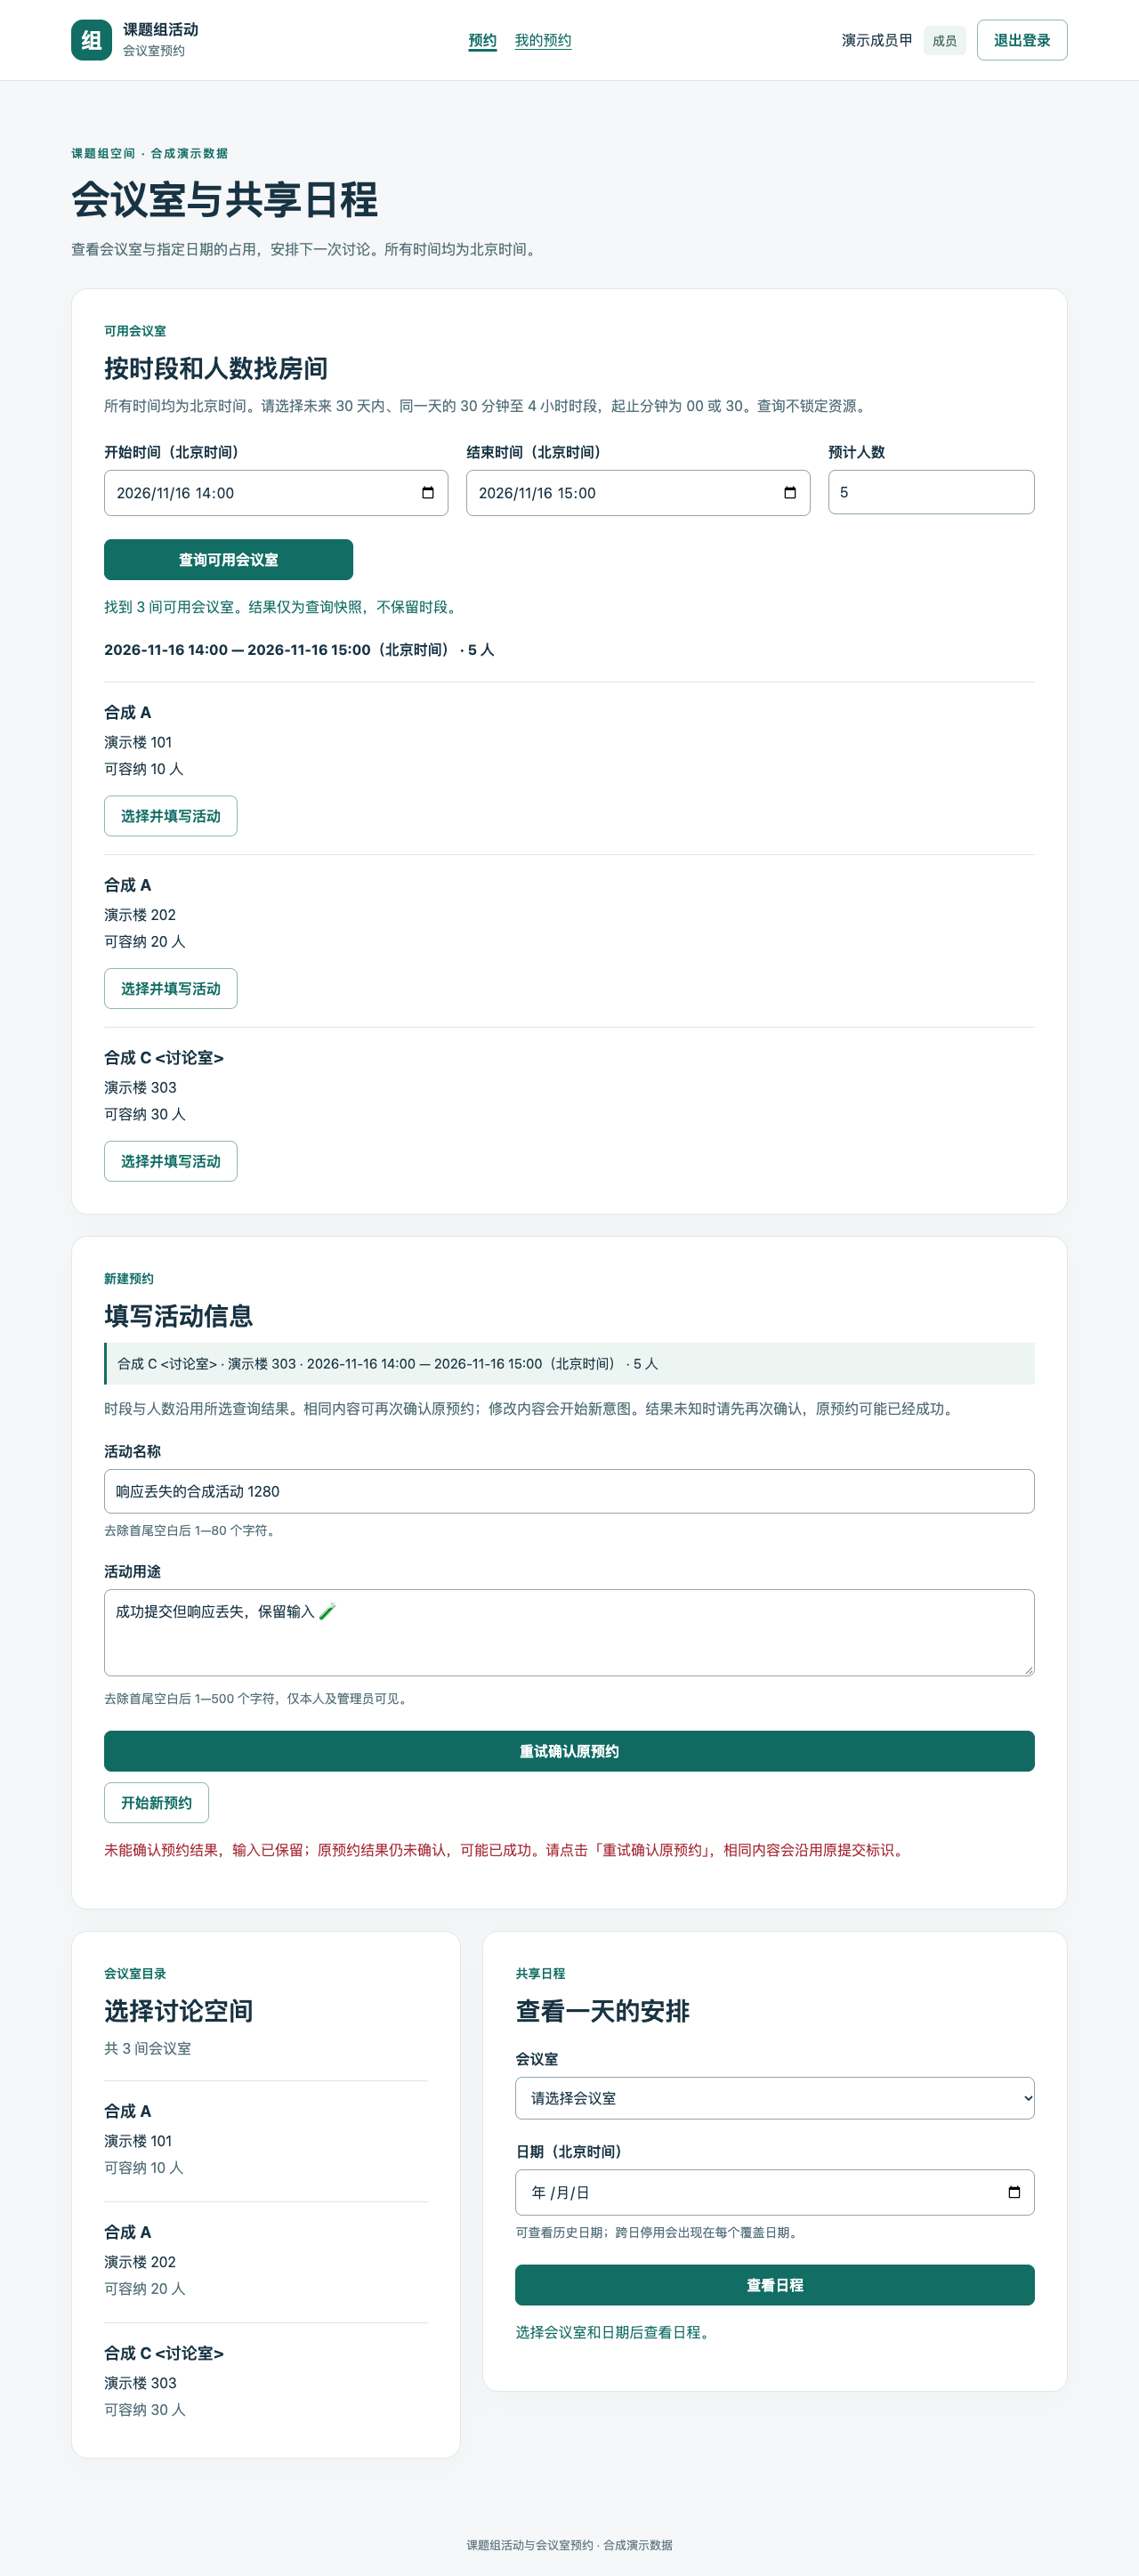 组
课题组活动
会议室预约
预约 我的预约
演示成员甲 成员 退出登录
课题组空间 · 合成演示数据
会议室与共享日程
查看会议室与指定日期的占用，安排下一次讨论。所有时间均为北京时间。
可用会议室
按时段和人数找房间
所有时间均为北京时间。请选择未来 30 天内、同一天的 30 分钟至 4 小时时段，起止分钟为 00 或 30。查询不锁定资源。
开始时间（北京时间） 结束时间（北京时间） 预计人数
2026/11/16 14:00 2026/11/16 15:00 5
查询可用会议室
找到 3 间可用会议室。结果仅为查询快照，不保留时段。
2026-11-16 14:00 — 2026-11-16 15:00（北京时间） · 5 人
合成 A
演示楼 101
可容纳 10 人
选择并填写活动
合成 A
演示楼 202
可容纳 20 人
选择并填写活动
合成 C <讨论室>
演示楼 303
可容纳 30 人
选择并填写活动
新建预约
填写活动信息
合成 C <讨论室> · 演示楼 303 · 2026-11-16 14:00 — 2026-11-16 15:00（北京时间） · 5 人
时段与人数沿用所选查询结果。相同内容可再次确认原预约；修改内容会开始新意图。结果未知时请先再次确认，原预约可能已经成功。
活动名称
响应丢失的合成活动 1280
去除首尾空白后 1—80 个字符。
活动用途
成功提交但响应丢失，保留输入 🧪
去除首尾空白后 1—500 个字符，仅本人及管理员可见。
重试确认原预约
开始新预约
未能确认预约结果，输入已保留；原预约结果仍未确认，可能已成功。请点击「重试确认原预约」，相同内容会沿用原提交标识。
会议室目录
选择讨论空间
共 3 间会议室
合成 A
演示楼 101
可容纳 10 人
合成 A
演示楼 202
可容纳 20 人
合成 C <讨论室>
演示楼 303
可容纳 30 人
共享日程
查看一天的安排
会议室
请选择会议室
日期（北京时间）
年 /月/日
可查看历史日期；跨日停用会出现在每个覆盖日期。
查看日程
选择会议室和日期后查看日程。
课题组活动与会议室预约 · 合成演示数据